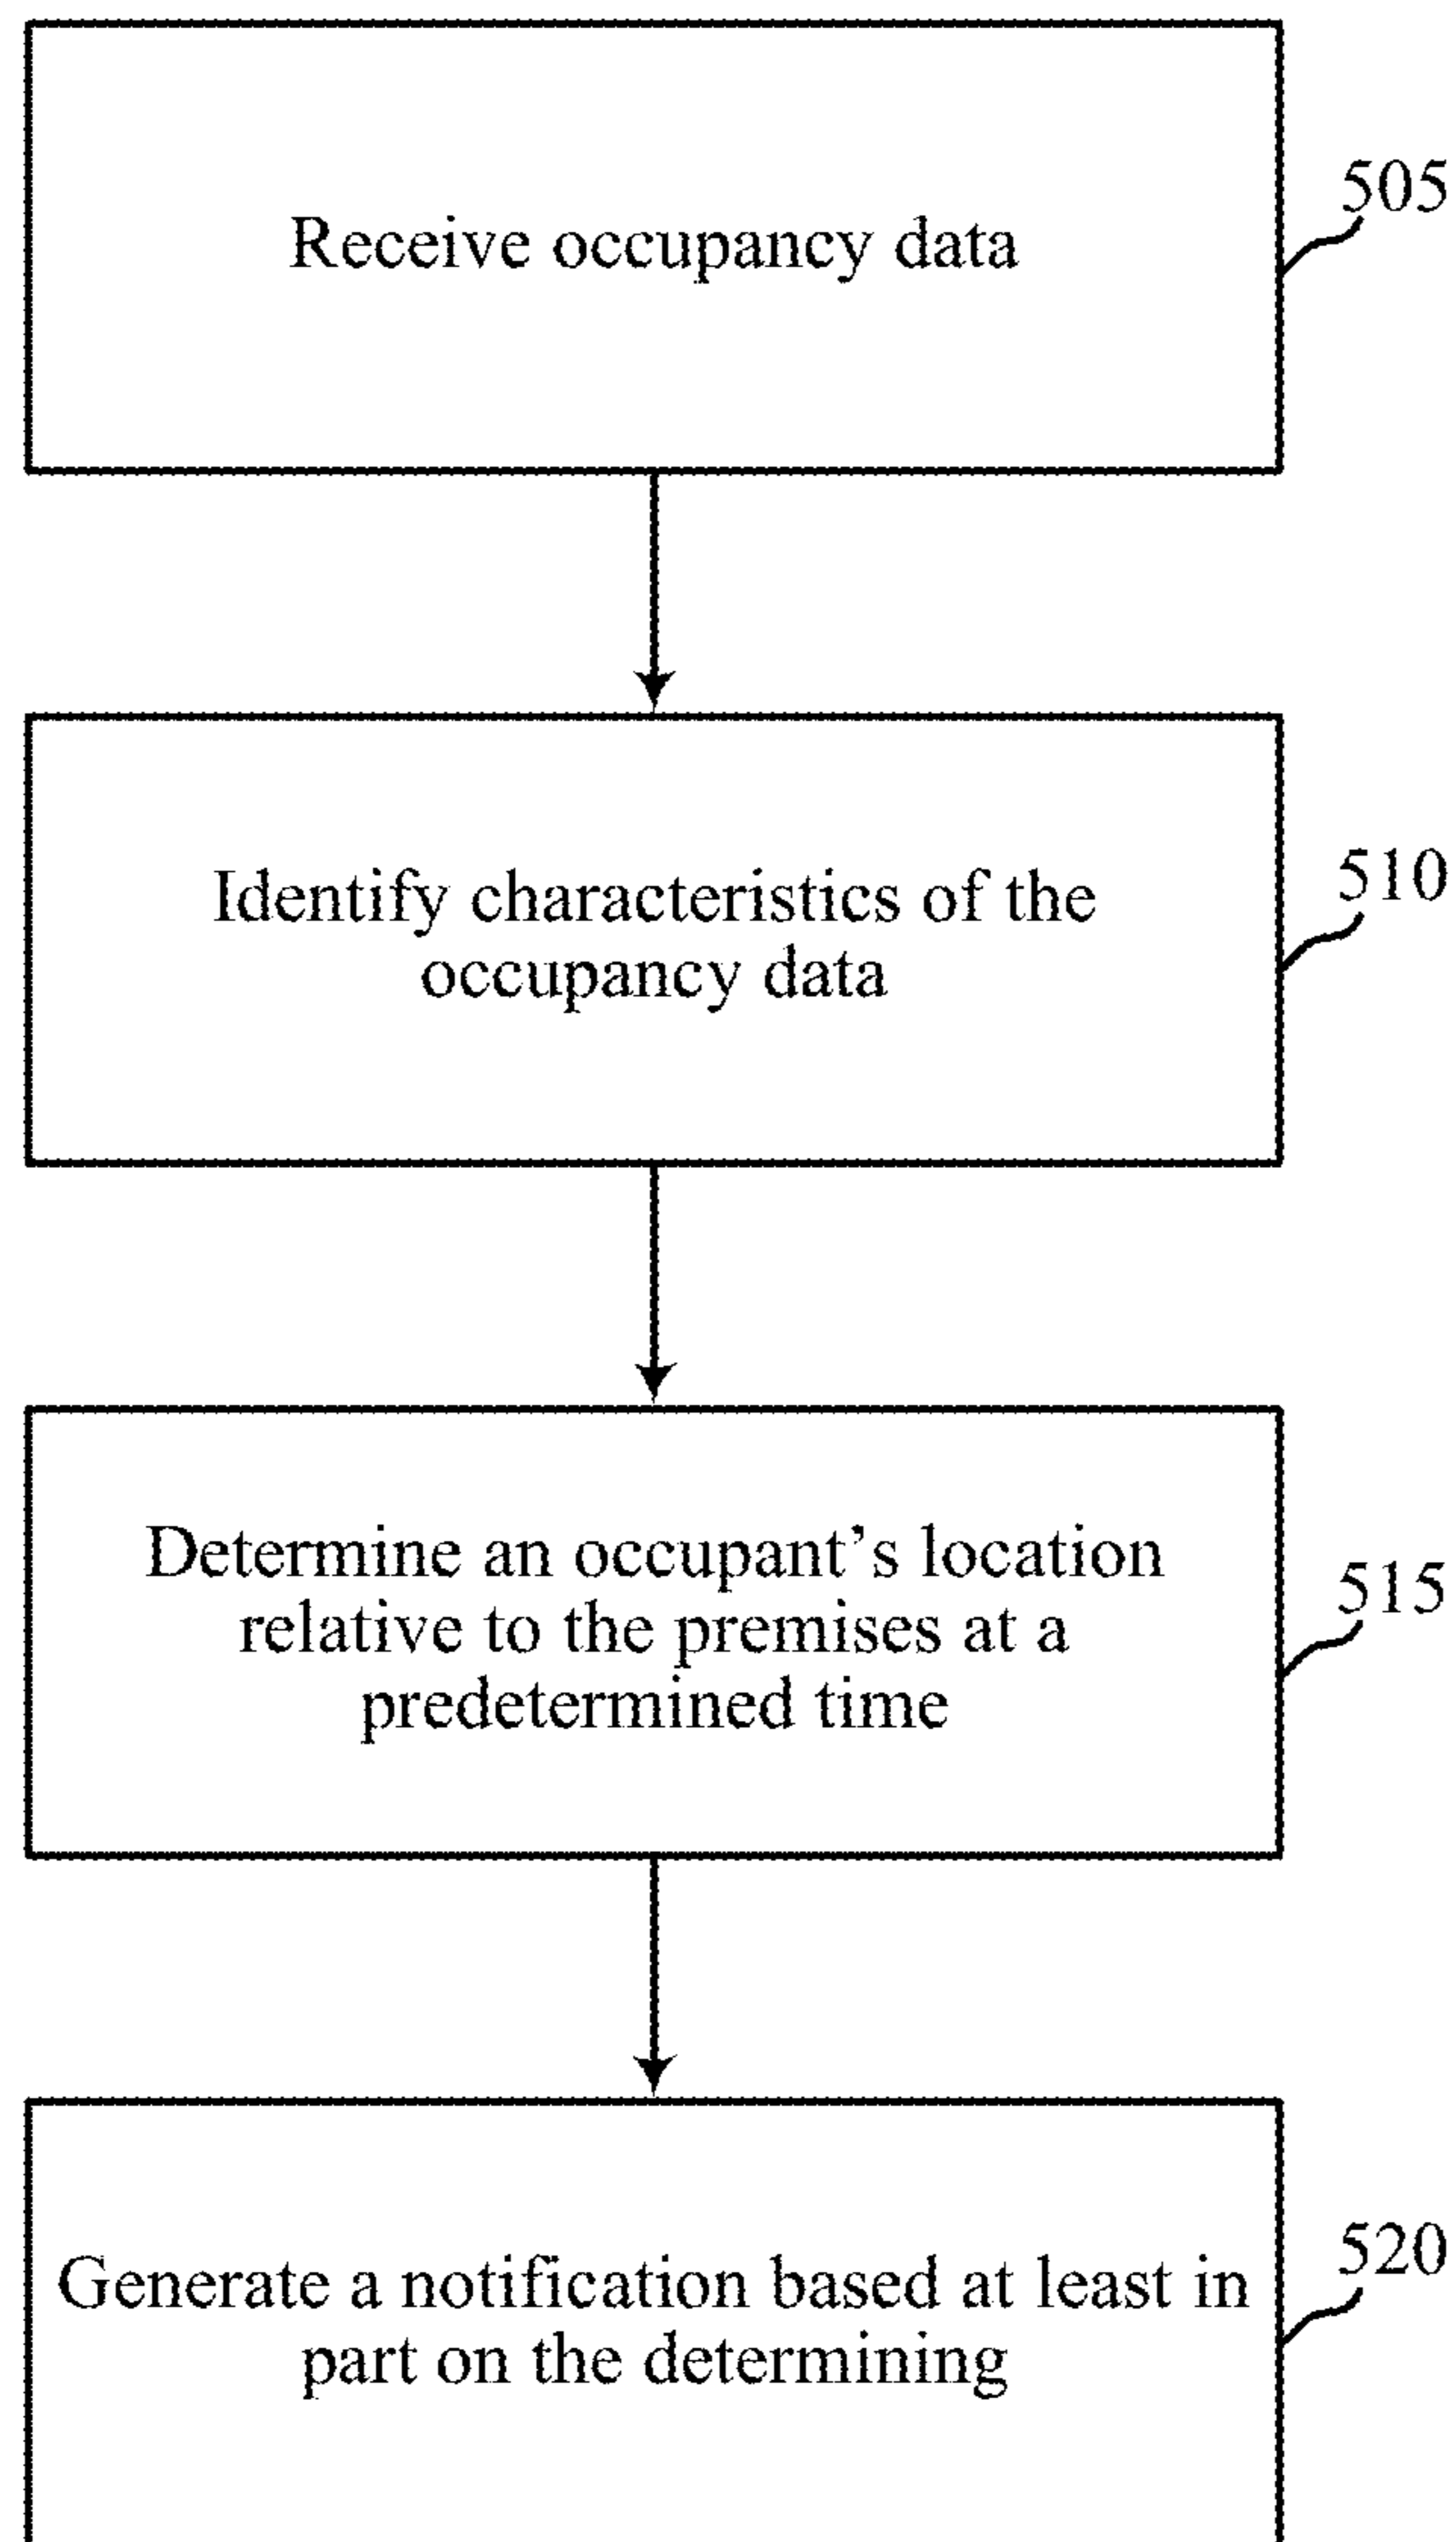 Receive occupancy data
505
Identify characteristics of the
occupancy data
510
Determine an occupant’s location
relative to the premises at a
predetermined time
515
Generate a notification based at least in
part on the determining
520